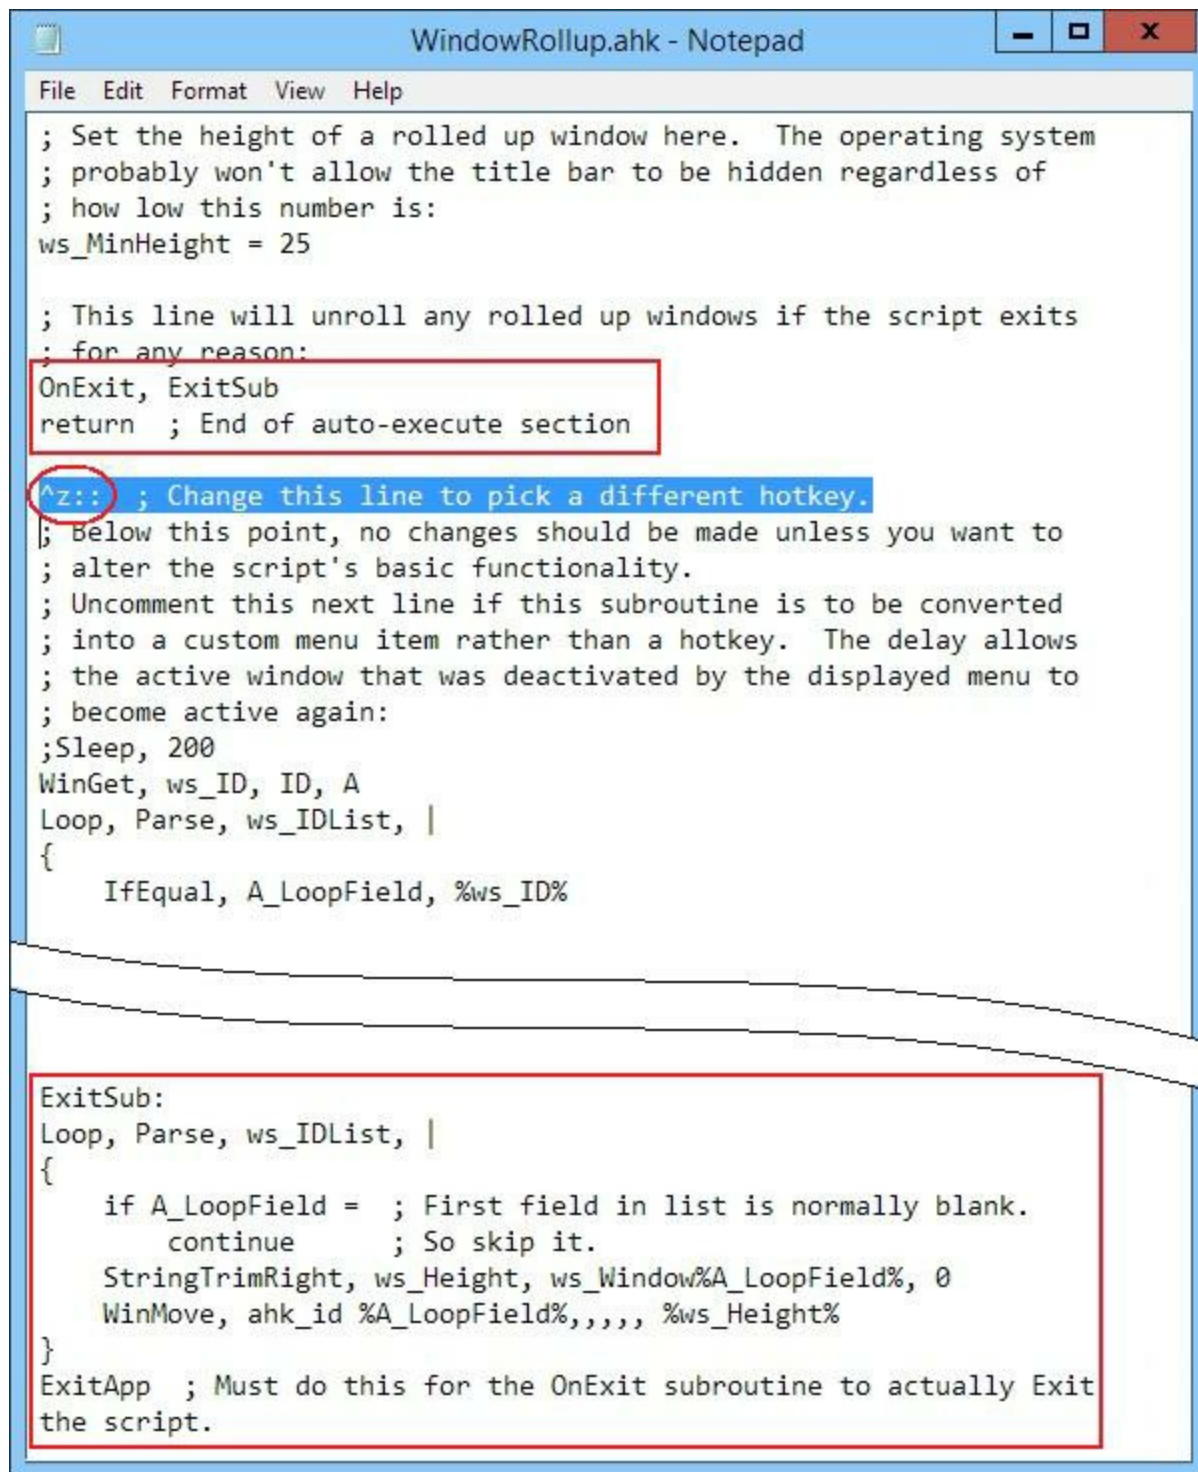 WindowRollup.ahk - Notepad
File Edit Format View Help
; Set the height of a rolled up window here.  The operating system
; probably won't allow the title bar to be hidden regardless of
; how low this number is:
ws_MinHeight = 25
; This line will unroll any rolled up windows if the script exits
; for any reason:
OnExit, ExitSub
return  ; End of auto-execute section
^z::  ; Change this line to pick a different hotkey.
; Below this point, no changes should be made unless you want to
; alter the script's basic functionality.
; Uncomment this next line if this subroutine is to be converted
; into a custom menu item rather than a hotkey.  The delay allows
; the active window that was deactivated by the displayed menu to
; become active again:
;Sleep, 200
WinGet, ws_ID, ID, A
Loop, Parse, ws_IDList, |
{
    IfEqual, A_LoopField, %ws_ID%
ExitSub:
Loop, Parse, ws_IDList, |
{
    if A_LoopField =  ; First field in list is normally blank.
        continue      ; So skip it.
    StringTrimRight, ws_Height, ws_Window%A_LoopField%, 0
    WinMove, ahk_id %A_LoopField%,,,,, %ws_Height%
}
ExitApp  ; Must do this for the OnExit subroutine to actually Exit
the script.